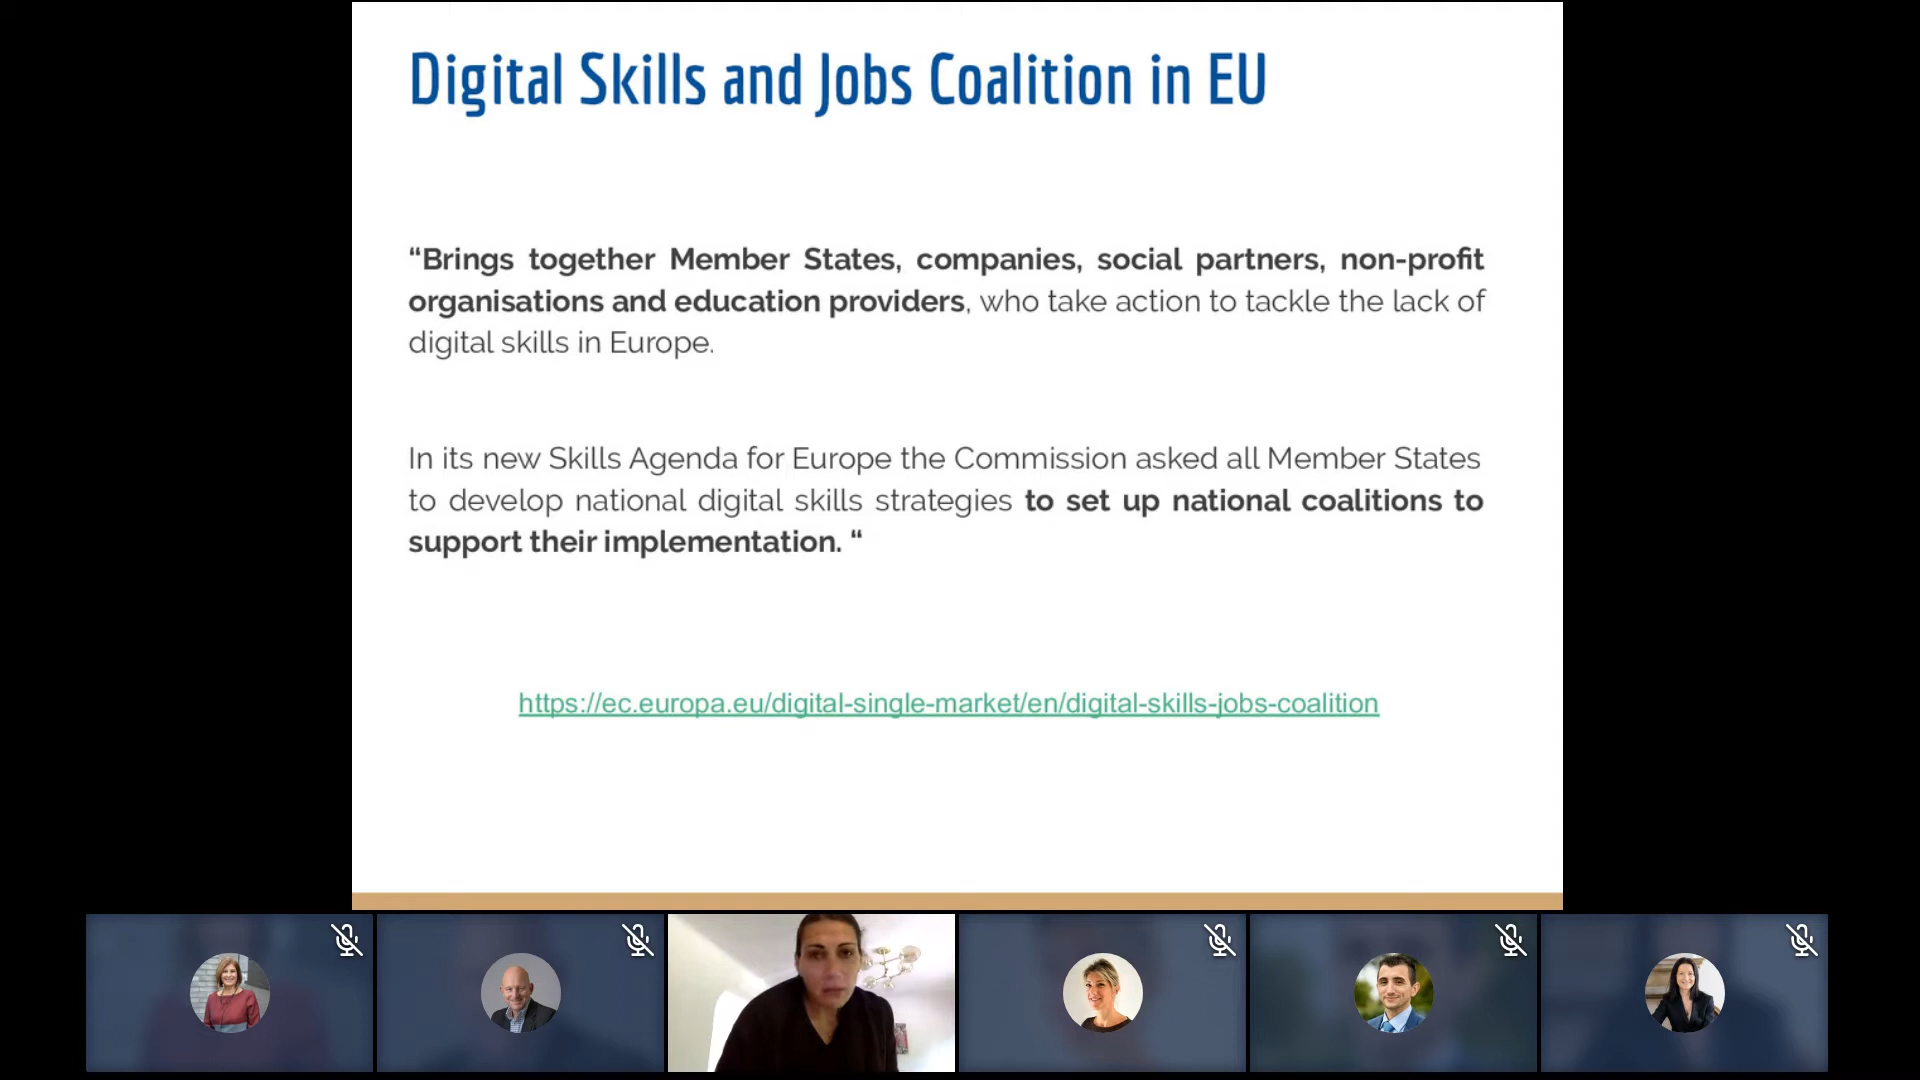 Digital Skills and Jobs Coalition in EU
“Brings together Member States, companies, social partners, non-profit
organisations and education providers, who take action to tackle the lack of
digital skills in Europe.
In its new Skills Agenda for Europe the Commission asked all Member States
to develop national digital skills strategies to set up national coalitions to
support their implementation. “
https://ec.europa.eu/digital-single-market/en/digital-skills-jobs-coalition